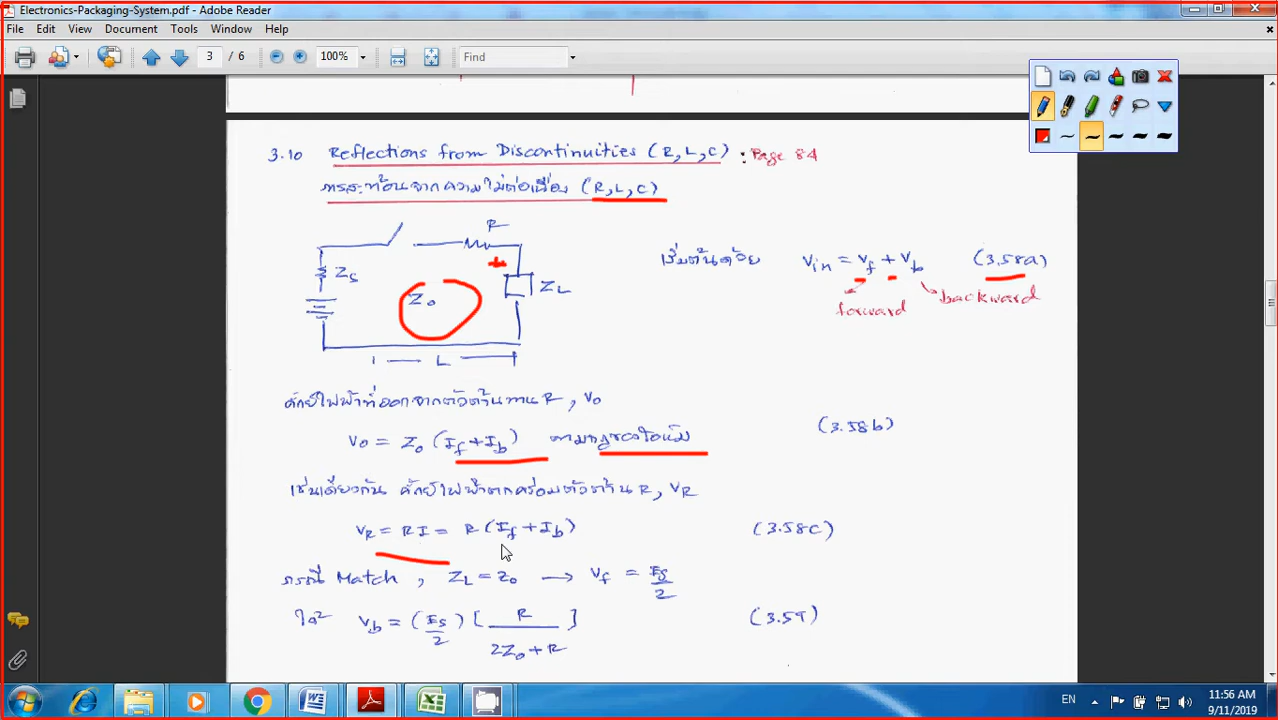 Electronics-Packaging-System.pdf - Adobe Reader
File Edit View Document Tools Window Help
3 / 6 100% Find
3.10 Reflections from Discontinuities (R,L,C) : Page 84
การสะท้อนจากความไม่ต่อเนื่อง (R,L,C)
R
Zs
Z₀
ZL
L
เริ่มต้นด้วย Vin = Vf + Vb (3.58a)
forward backward
ศักย์ไฟฟ้าที่ออกจากตัวต้านทาน R, V₀
V₀ = Z₀ (If + Ib) ตามกฎของโอห์ม (3.58b)
เช่นเดียวกัน ศักย์ไฟฟ้าตกคร่อมตัวต้าน R, VR
VR = RI = R (If + Ib) (3.58c)
กรณี Match, ZL = Z₀ → Vf = Es/2
ได้ Vb = (Es/2) [R / 2Z₀ + R] (3.59)
EN 11:56 AM
9/11/2019